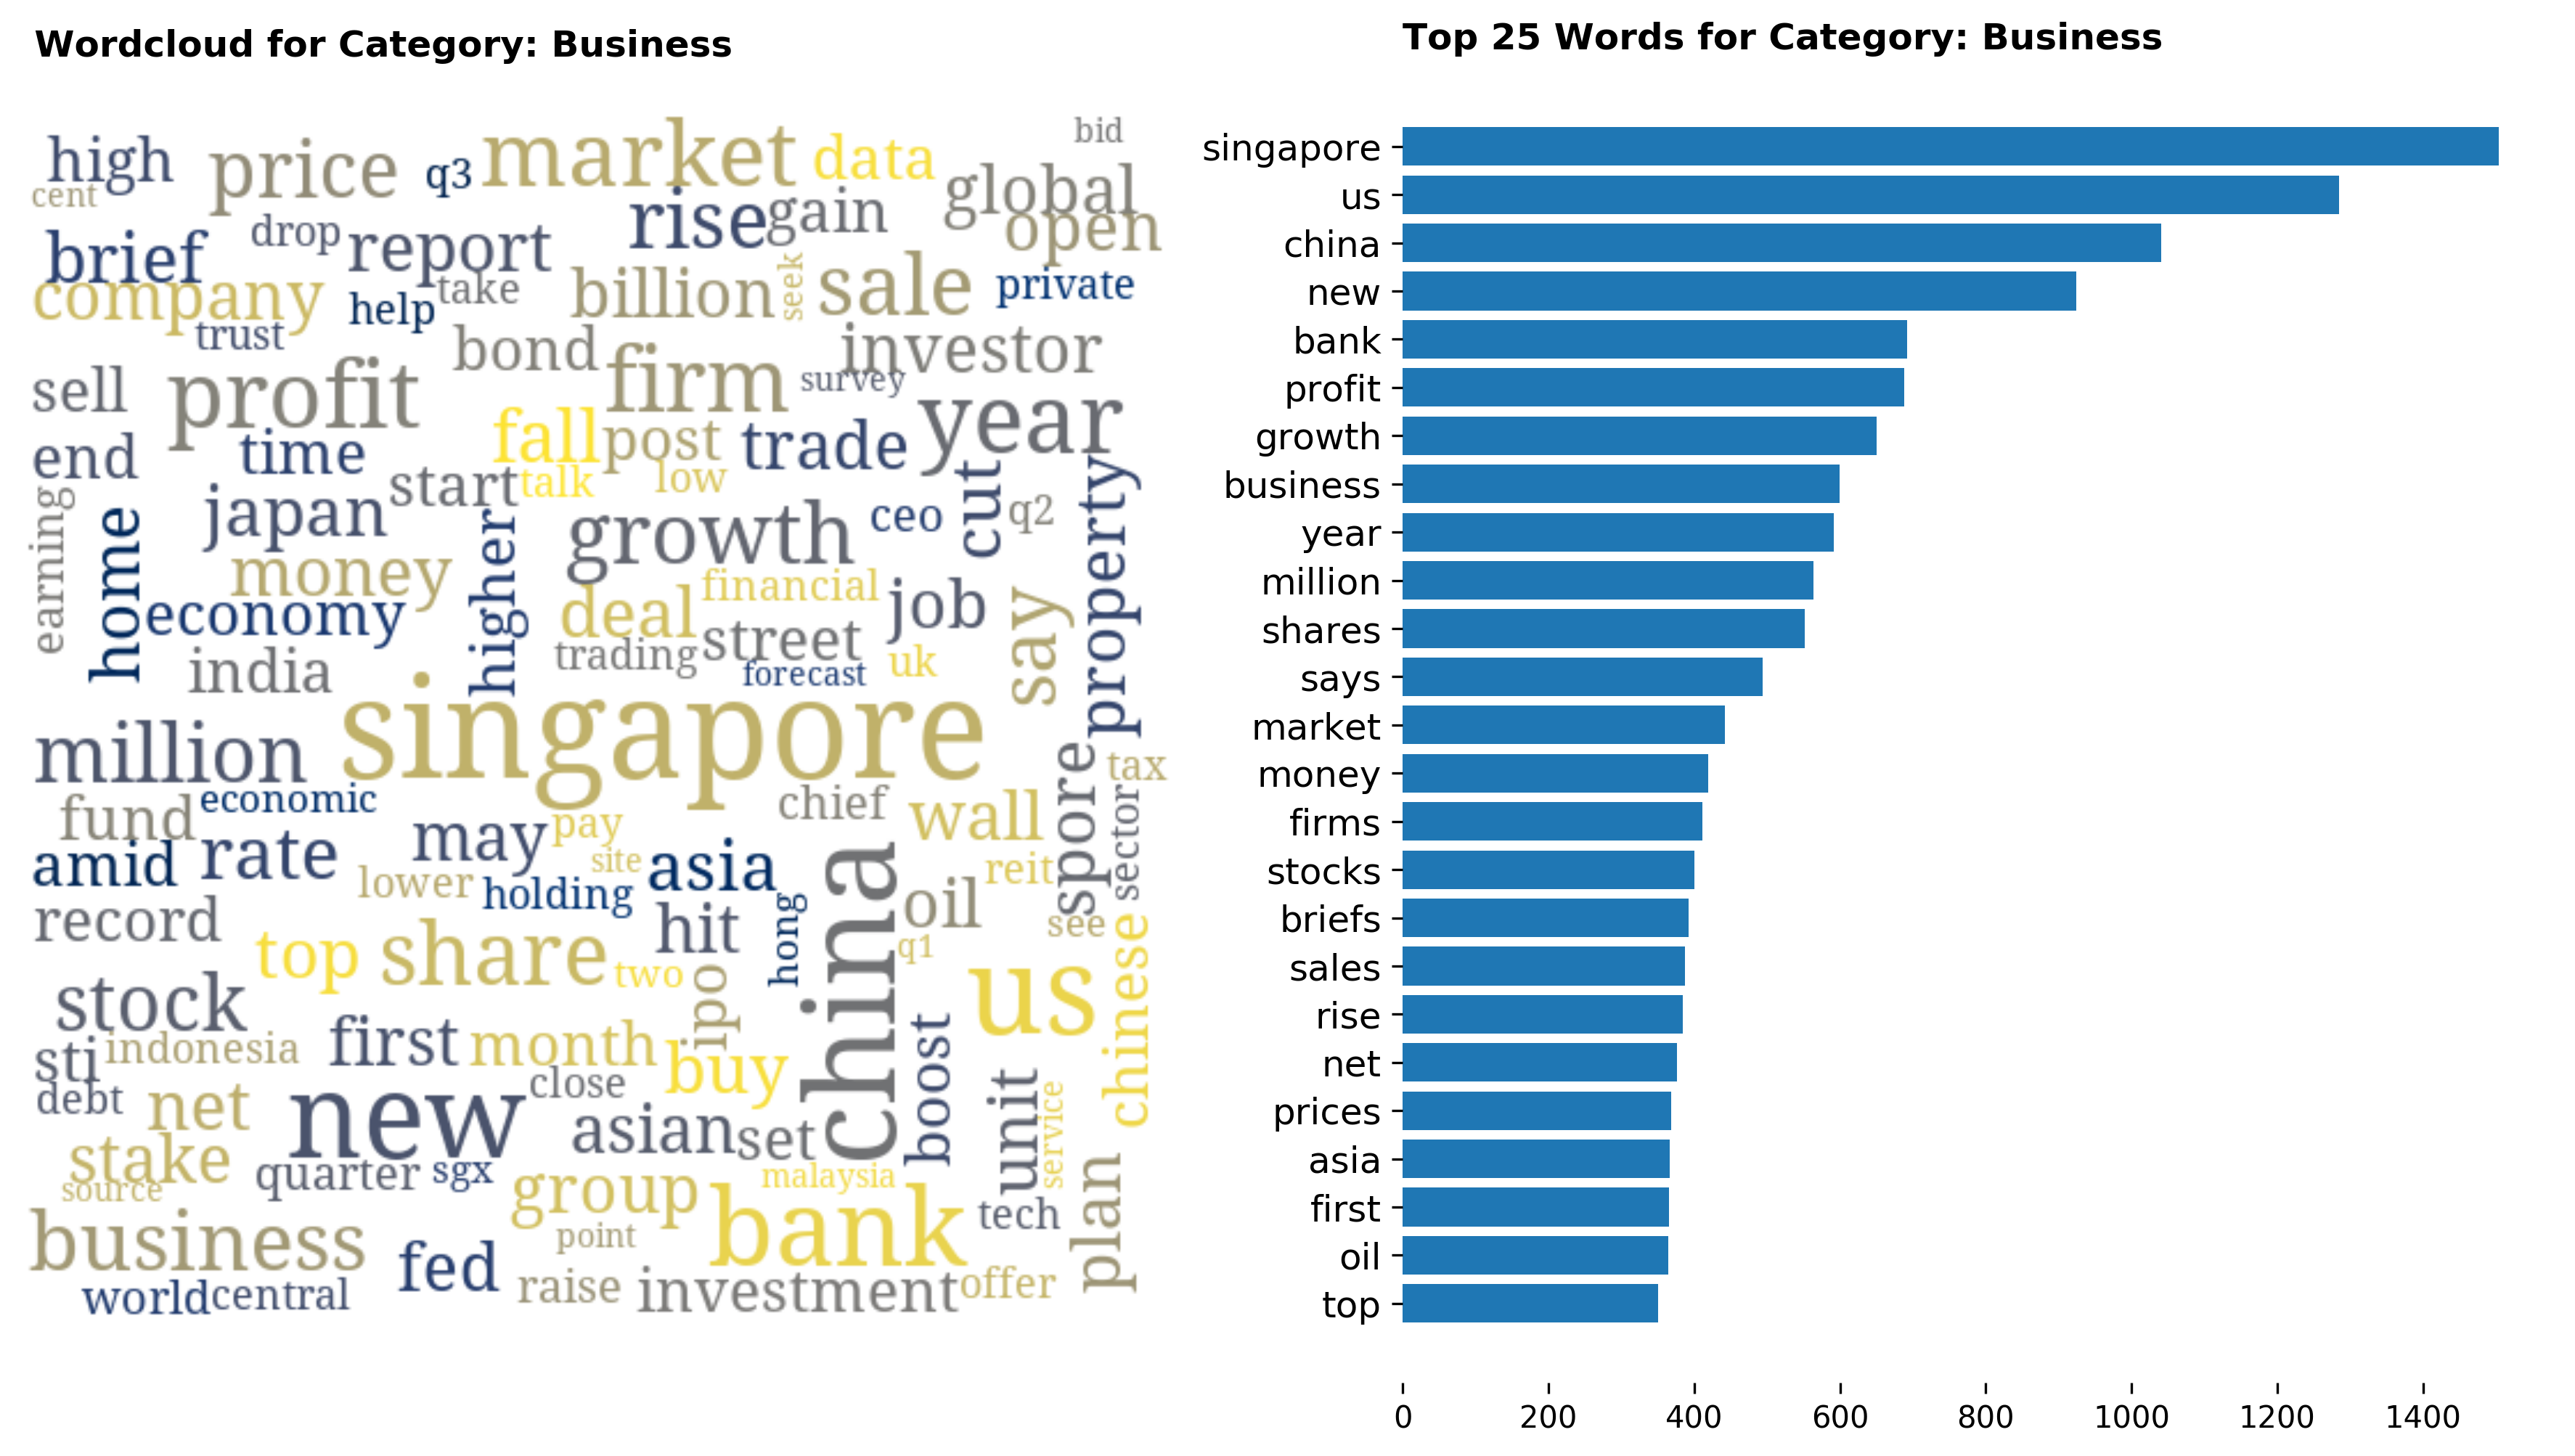 Wordcloud for Category: Business
high
price
q3
market
data
bid
cent
global
rise
gain
open
brief
drop
report
company
help
take
billion
seek
sale
private
trust
bond
investor
sell
profit
firm
survey
year
fall
post
trade
end
time
start
talk
low
cut
property
earning
home
japan
higher
growth
ceo
q2
money
financial
economy
deal
job
say
street
india
trading
forecast
uk
singapore
million
spore
tax
fund
economic
chief
wall
sector
amid
rate
may
pay
site
asia
reit
lower
holding
china
oil
record
hit
hong
see
q1
top
share
two
ipo
us
chinese
stock
sti
indonesia
first
month
buy
boost
debt
net
new
close
unit
service
asian
set
stake
quarter
sgx
malaysia
plan
source
group
bank
tech
business
point
fed
world
central
raise
investment
offer
Top 25 Words for Category: Business
singapore
us
china
new
bank
profit
growth
business
year
million
shares
says
market
money
firms
stocks
briefs
sales
rise
net
prices
asia
first
oil
top
0 200 400 600 800 1000 1200 1400